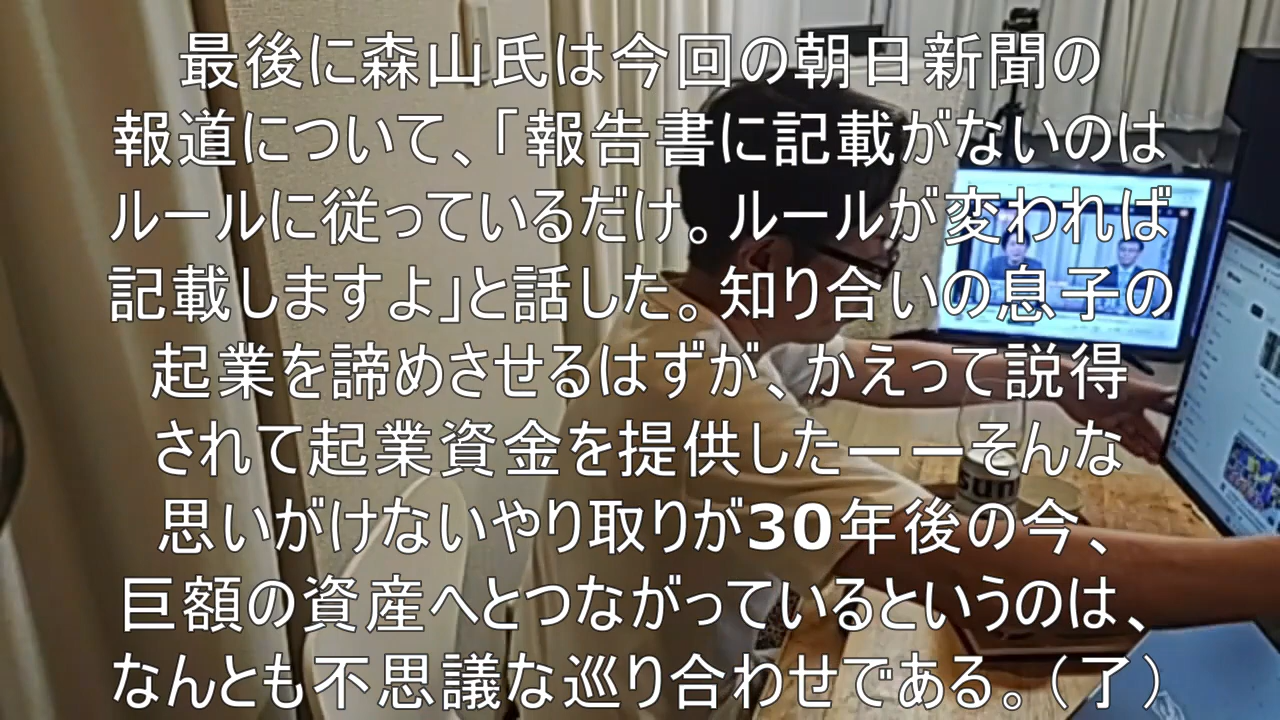 最後に森山氏は今回の朝日新聞の
報道について、「報告書に記載がないのは
ルールに従っているだけ。ルールが変われば
記載しますよ」と話した。知り合いの息子の
起業を諦めさせるはずが、かえって説得
されて起業資金を提供したーーそんな
思いがけないやり取りが30年後の今、
巨額の資産へとつながっているというのは、
なんとも不思議な巡り合わせである。（了）
sun